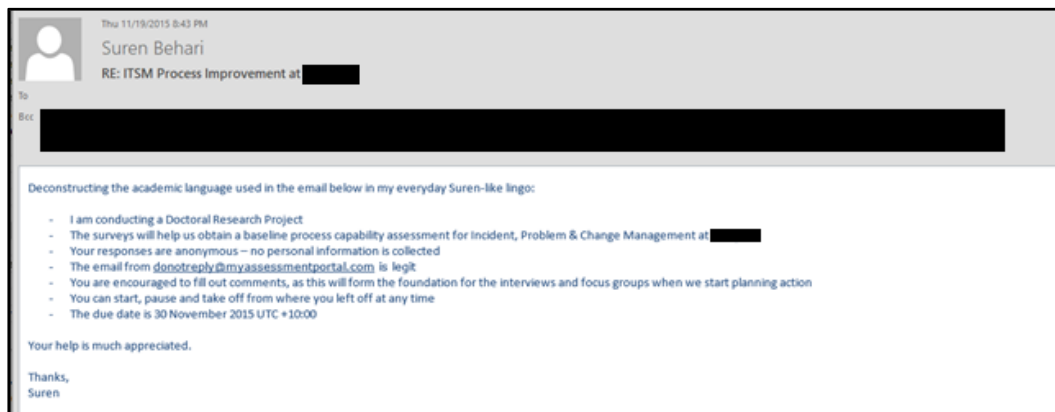 Thu 11/19/2015 8:43 PM
Suren Behari
RE: ITSM Process Improvement at
To
Bcc
Deconstructing the academic language used in the email below in my everyday Suren-like lingo:
- I am conducting a Doctoral Research Project
- The surveys will help us obtain a baseline process capability assessment for Incident, Problem & Change Management at
- Your responses are anonymous – no personal information is collected
- The email from donotreply@myassessmentportal.com is legit
- You are encouraged to fill out comments, as this will form the foundation for the interviews and focus groups when we start planning action
- You can start, pause and take off from where you left off at any time
- The due date is 30 November 2015 UTC +10:00
Your help is much appreciated.
Thanks,
Suren